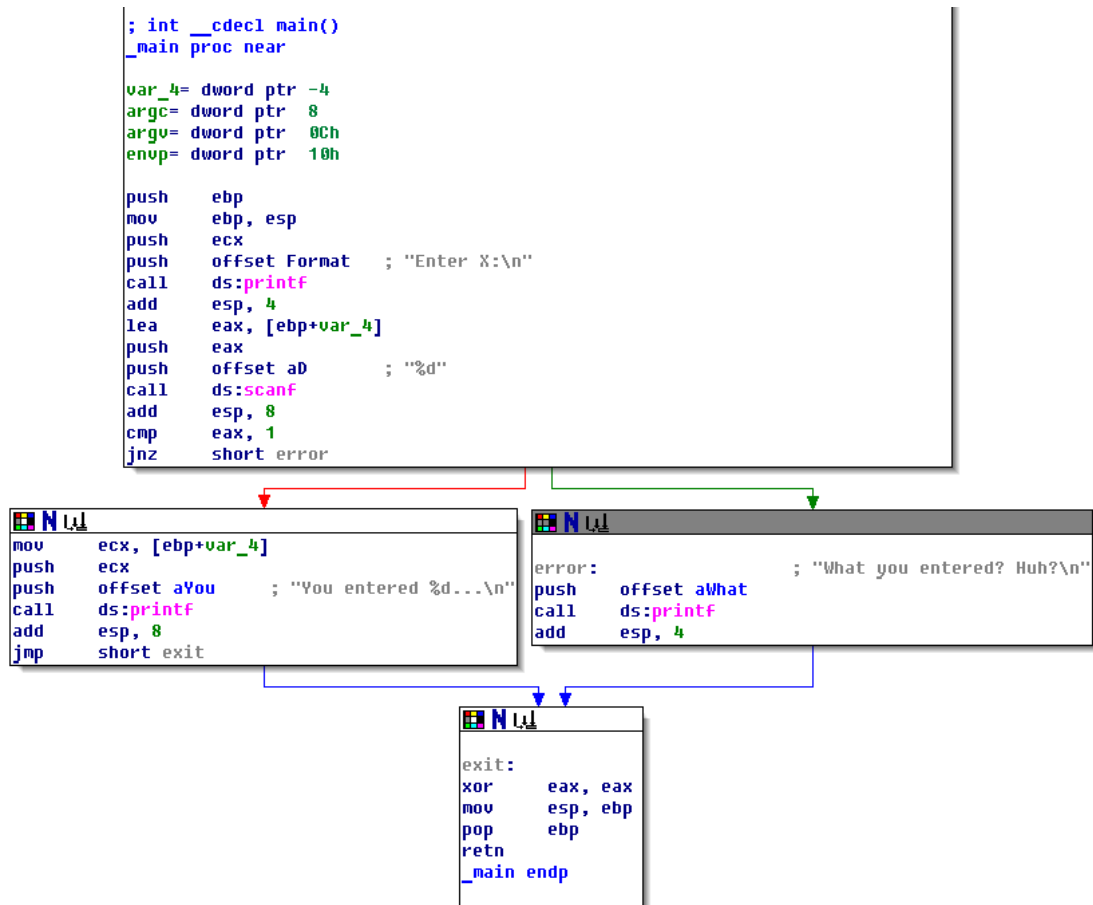 ; int __cdecl main()
_main proc near
var_4= dword ptr -4
argc= dword ptr  8
argv= dword ptr  0Ch
envp= dword ptr  10h
push    ebp
mov     ebp, esp
push    ecx
push    offset Format   ; "Enter X:\n"
call    ds:printf
add     esp, 4
lea     eax, [ebp+var_4]
push    eax
push    offset aD       ; "%d"
call    ds:scanf
add     esp, 8
cmp     eax, 1
jnz     short error
mov     ecx, [ebp+var_4]
push    ecx
push    offset aYou     ; "You entered %d...\n"
call    ds:printf
add     esp, 8
jmp     short exit
error:                  ; "What you entered? Huh?\n"
push    offset aWhat
call    ds:printf
add     esp, 4
exit:
xor     eax, eax
mov     esp, ebp
pop     ebp
retn
_main endp